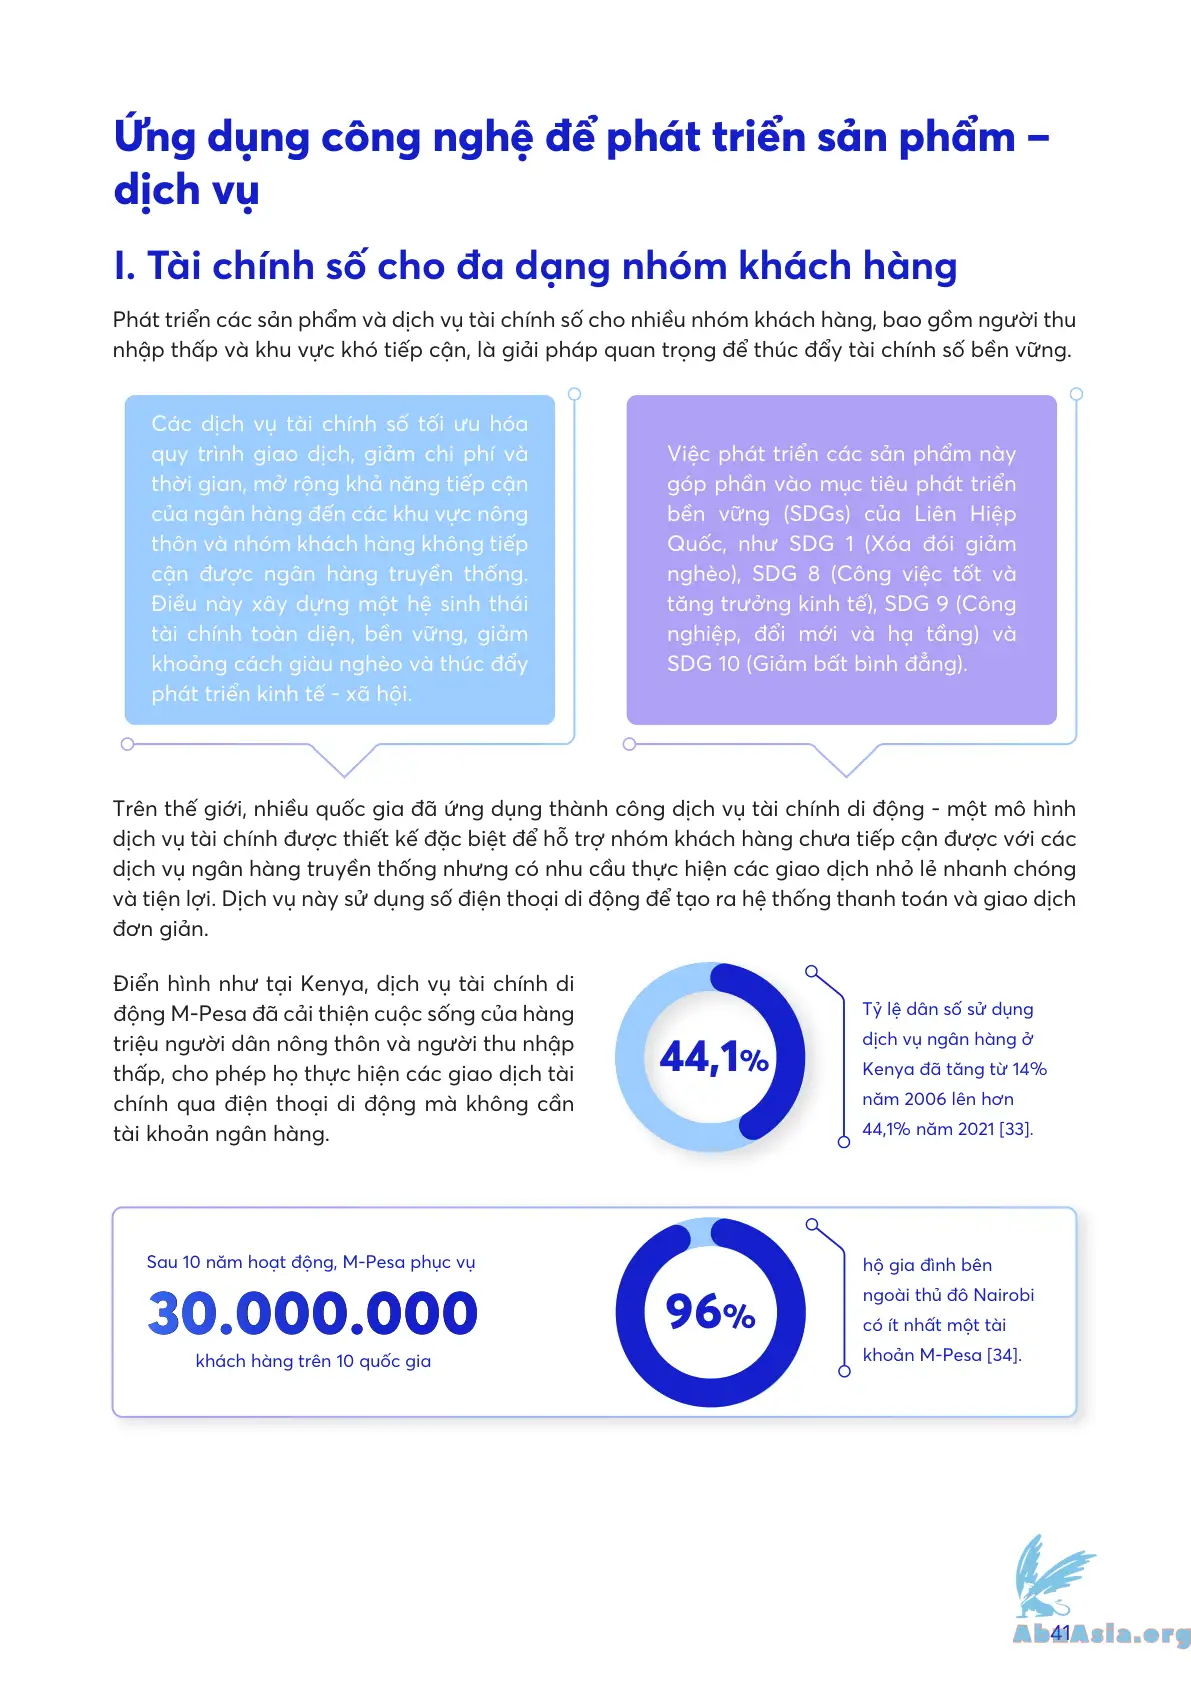 Ứng dụng công nghệ để phát triển sản phẩm –
dịch vụ
I. Tài chính số cho đa dạng nhóm khách hàng
Phát triển các sản phẩm và dịch vụ tài chính số cho nhiều nhóm khách hàng, bao gồm người thu
nhập thấp và khu vực khó tiếp cận, là giải pháp quan trọng để thúc đẩy tài chính số bền vững.
Các dịch vụ tài chính số tối ưu hóa
quy trình giao dịch, giảm chi phí và
thời gian, mở rộng khả năng tiếp cận
của ngân hàng đến các khu vực nông
thôn và nhóm khách hàng không tiếp
cận được ngân hàng truyền thống.
Điều này xây dựng một hệ sinh thái
tài chính toàn diện, bền vững, giảm
khoảng cách giàu nghèo và thúc đẩy
phát triển kinh tế - xã hội.
Việc phát triển các sản phẩm này
góp phần vào mục tiêu phát triển
bền vững (SDGs) của Liên Hiệp
Quốc, như SDG 1 (Xóa đói giảm
nghèo), SDG 8 (Công việc tốt và
tăng trưởng kinh tế), SDG 9 (Công
nghiệp, đổi mới và hạ tầng) và
SDG 10 (Giảm bất bình đẳng).
Trên thế giới, nhiều quốc gia đã ứng dụng thành công dịch vụ tài chính di động - một mô hình
dịch vụ tài chính được thiết kế đặc biệt để hỗ trợ nhóm khách hàng chưa tiếp cận được với các
dịch vụ ngân hàng truyền thống nhưng có nhu cầu thực hiện các giao dịch nhỏ lẻ nhanh chóng
và tiện lợi. Dịch vụ này sử dụng số điện thoại di động để tạo ra hệ thống thanh toán và giao dịch
đơn giản.
Điển hình như tại Kenya, dịch vụ tài chính di
động M-Pesa đã cải thiện cuộc sống của hàng
triệu người dân nông thôn và người thu nhập
thấp, cho phép họ thực hiện các giao dịch tài
chính qua điện thoại di động mà không cần
tài khoản ngân hàng.
44,1%
Tỷ lệ dân số sử dụng
dịch vụ ngân hàng ở
Kenya đã tăng từ 14%
năm 2006 lên hơn
44,1% năm 2021 [33].
Sau 10 năm hoạt động, M-Pesa phục vụ
30.000.000
khách hàng trên 10 quốc gia
96%
hộ gia đình bên
ngoài thủ đô Nairobi
có ít nhất một tài
khoản M-Pesa [34].
41